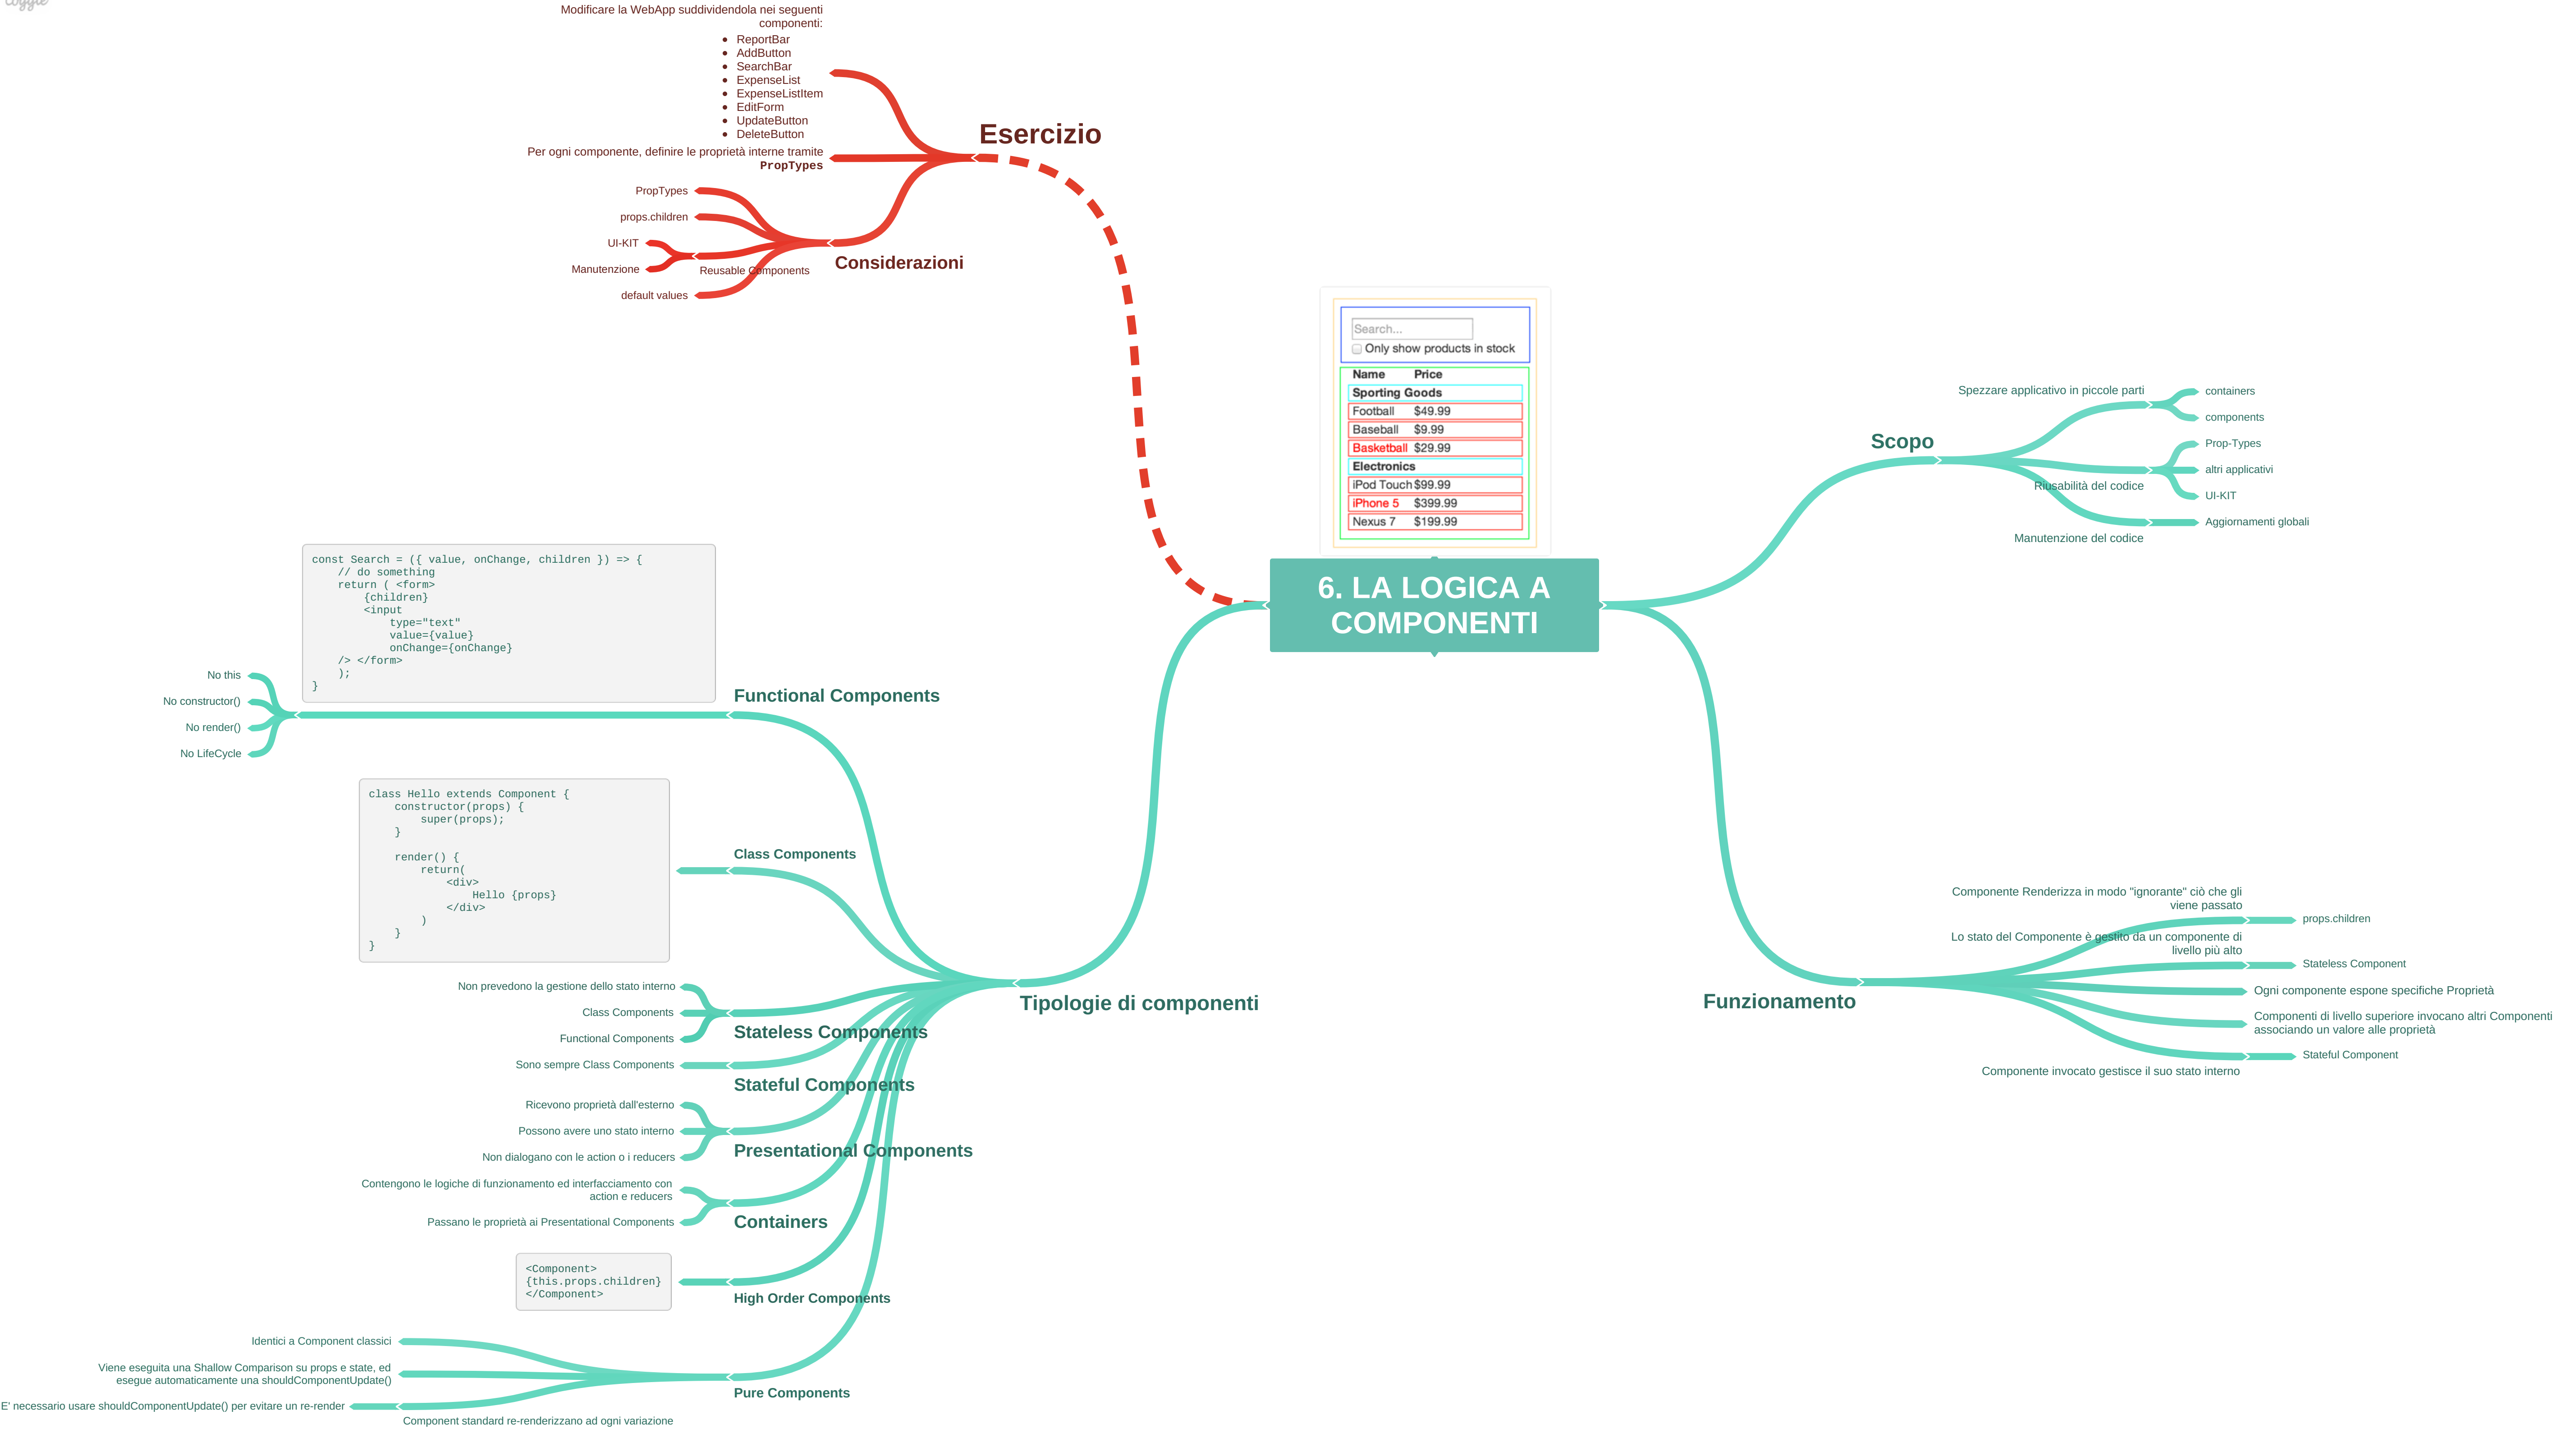 Modificare la WebApp suddividendola nei seguenti
componenti:
ReportBar
AddButton
SearchBar
ExpenseList
ExpenseListItem
EditForm
UpdateButton
DeleteButton
Per ogni componente, definire le proprietà interne tramite
PropTypes
Esercizio
PropTypes
props.children
UI-KIT
Manutenzione
Reusable Components
default values
Considerazioni
Search...
Only show products in stock
Name Price
Sporting Goods
Football $49.99
Baseball $9.99
Basketball $29.99
Electronics
iPod Touch $99.99
iPhone 5 $399.99
Nexus 7 $199.99
6. LA LOGICA A
COMPONENTI
Scopo
Spezzare applicativo in piccole parti
containers
components
Riusabilità del codice
Prop-Types
altri applicativi
UI-KIT
Manutenzione del codice
Aggiornamenti globali
Funzionamento
Componente Renderizza in modo "ignorante" ciò che gli
viene passato
props.children
Lo stato del Componente è gestito da un componente di
livello più alto
Stateless Component
Ogni componente espone specifiche Proprietà
Componenti di livello superiore invocano altri Componenti
associando un valore alle proprietà
Componente invocato gestisce il suo stato interno
Stateful Component
Tipologie di componenti
Functional Components
const Search = ({ value, onChange, children }) => {
// do something
return ( <form>
{children}
<input
type="text"
value={value}
onChange={onChange}
/> </form>
);
}
No this
No constructor()
No render()
No LifeCycle
Class Components
class Hello extends Component {
constructor(props) {
super(props);
}
render() {
return(
<div>
Hello {props}
</div>
)
}
}
Stateless Components
Non prevedono la gestione dello stato interno
Class Components
Functional Components
Stateful Components
Sono sempre Class Components
Presentational Components
Ricevono proprietà dall'esterno
Possono avere uno stato interno
Non dialogano con le action o i reducers
Containers
Contengono le logiche di funzionamento ed interfacciamento con
action e reducers
Passano le proprietà ai Presentational Components
High Order Components
<Component>
{this.props.children}
</Component>
Pure Components
Identici a Component classici
Viene eseguita una Shallow Comparison su props e state, ed
esegue automaticamente una shouldComponentUpdate()
E' necessario usare shouldComponentUpdate() per evitare un re-render
Component standard re-renderizzano ad ogni variazione